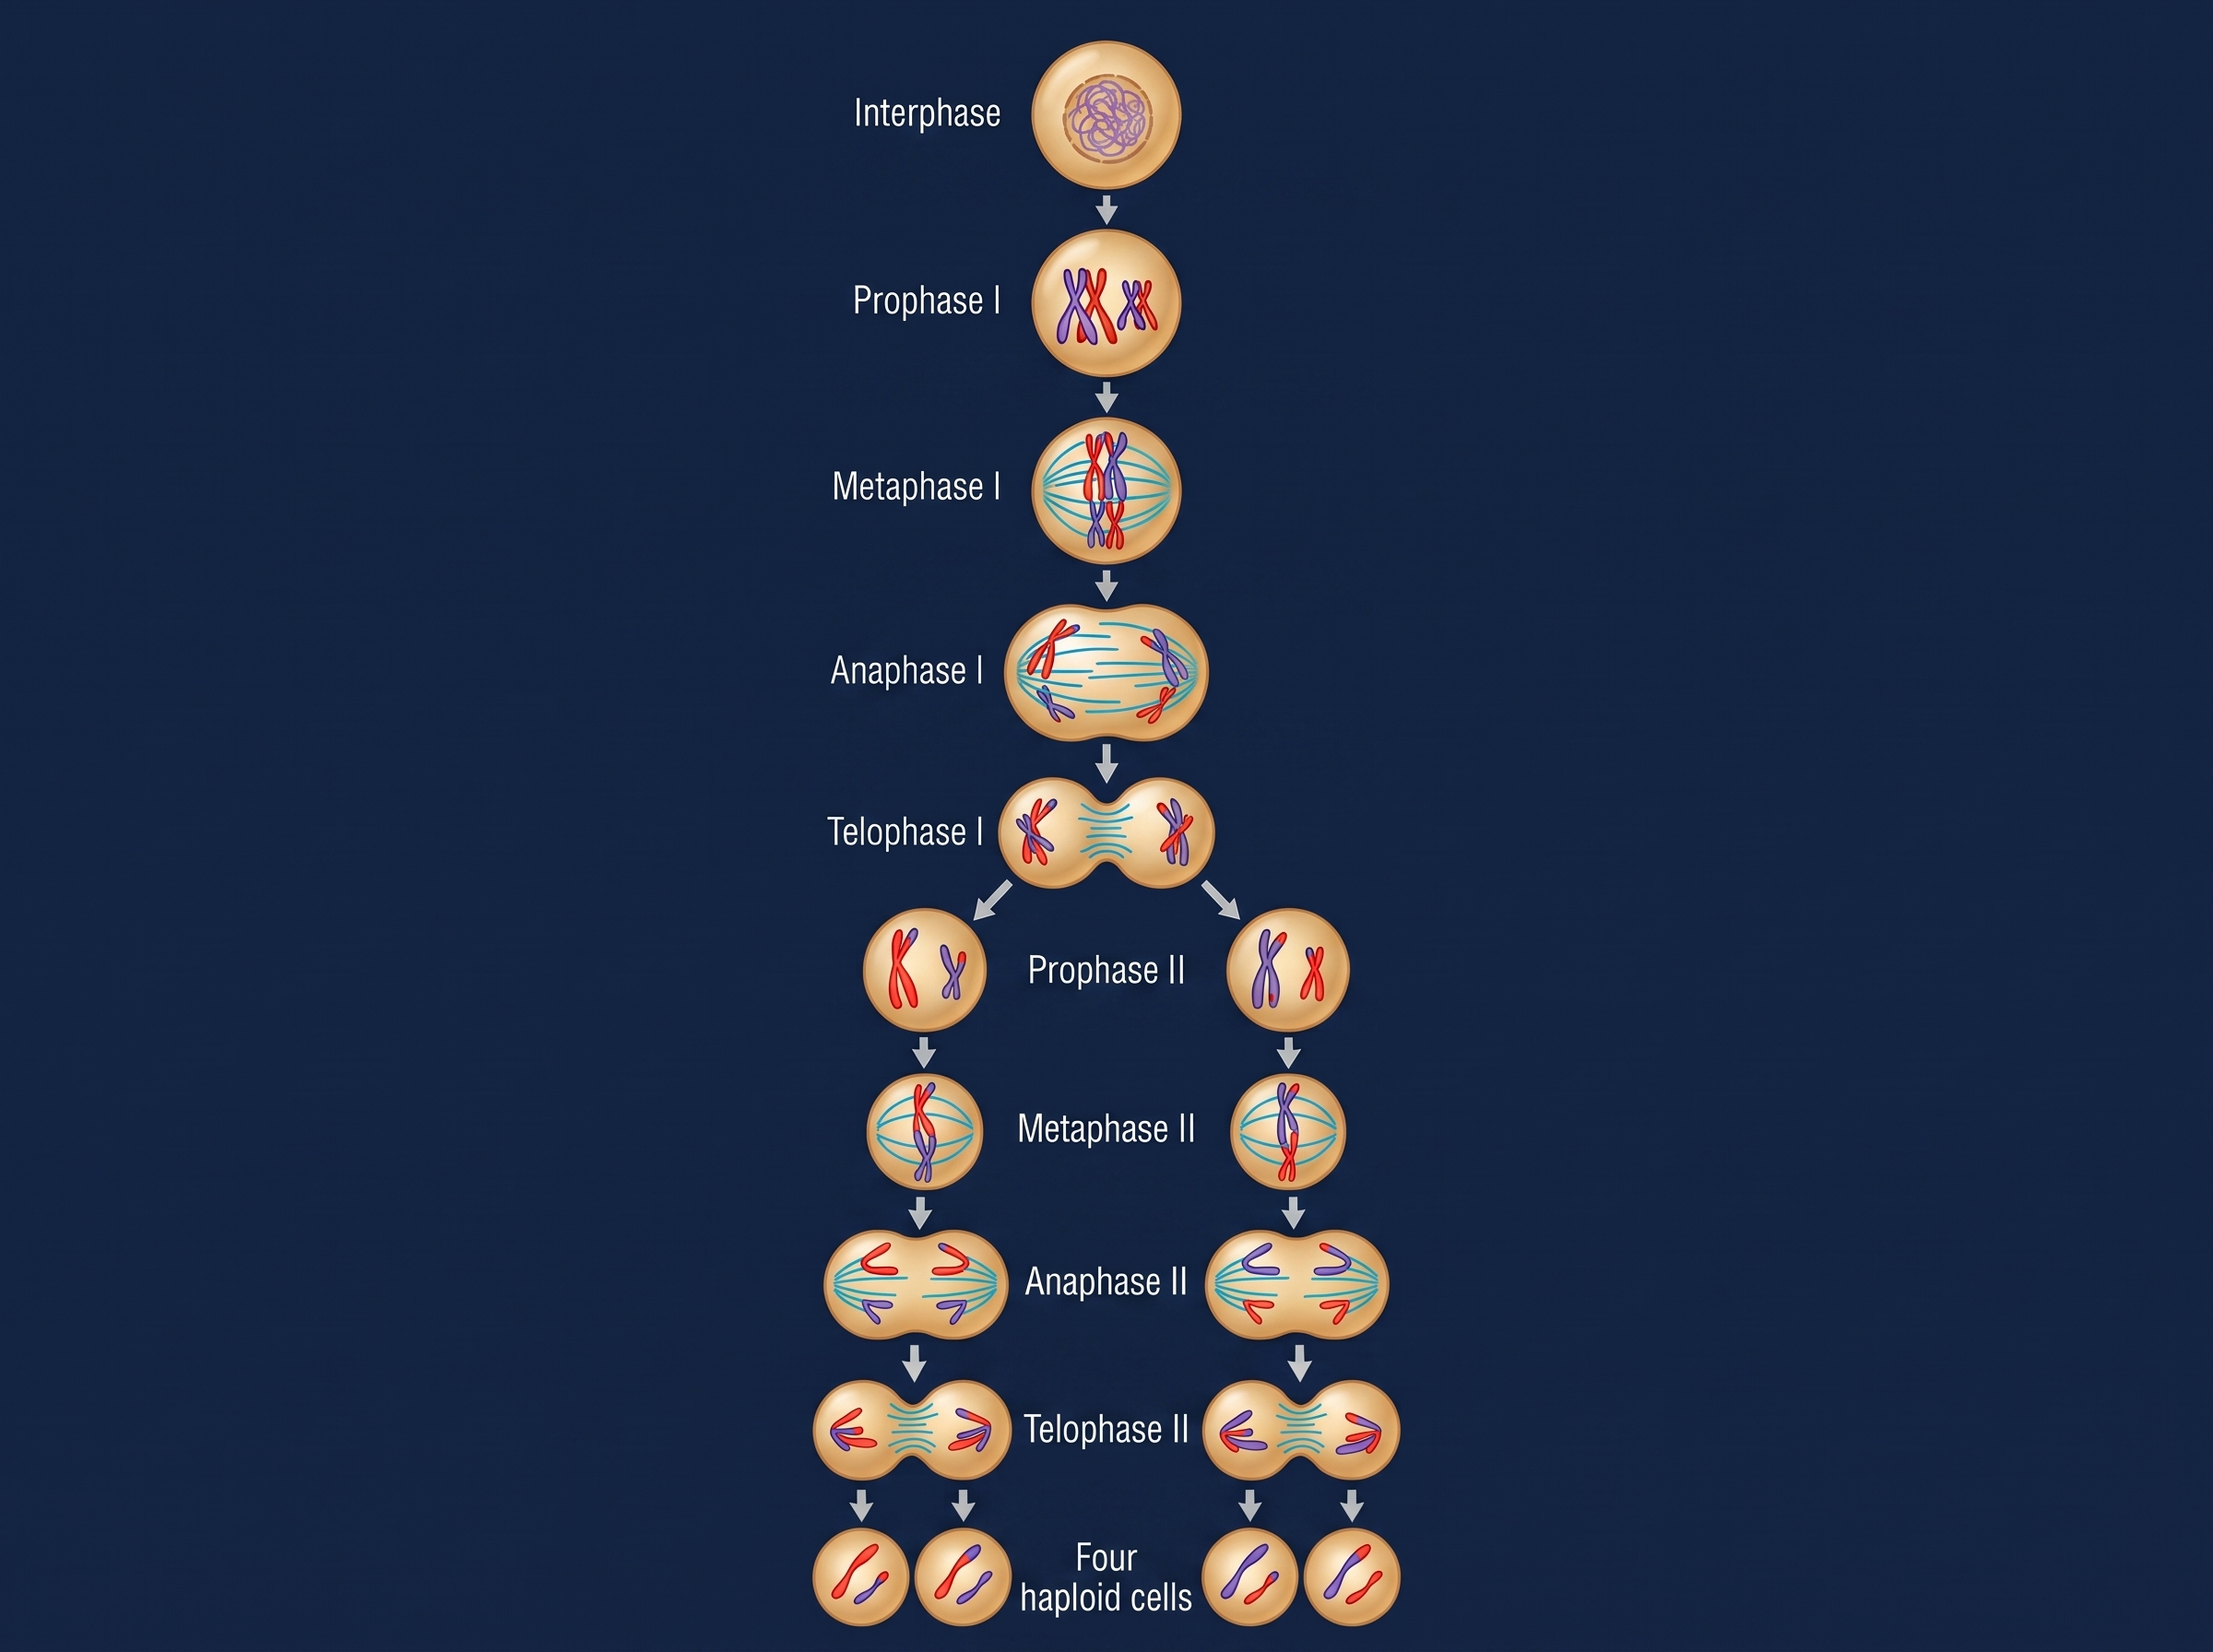 Interphase
Prophase I
Metaphase I
Anaphase I
Telophase I
Prophase II
Metaphase II
Anaphase II
Telophase II
Four
haploid cells